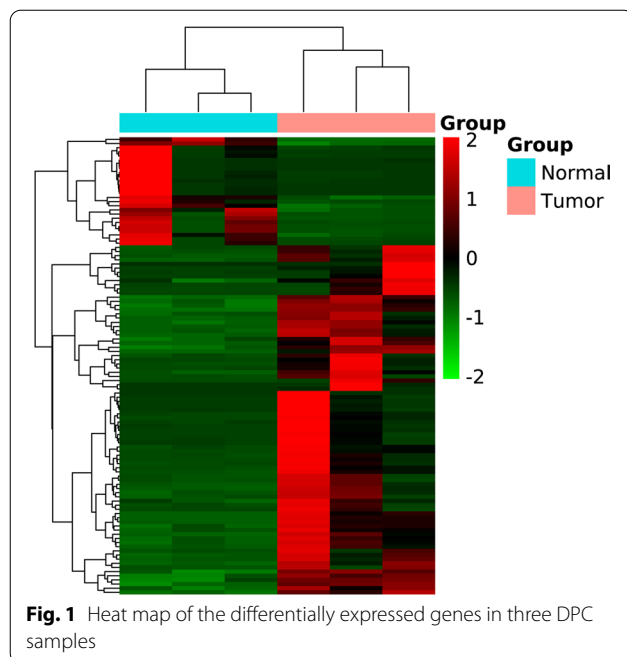 Group
2
1
0
-1
-2
Group
Normal
Tumor
Fig. 1 Heat map of the differentially expressed genes in three DPC
samples